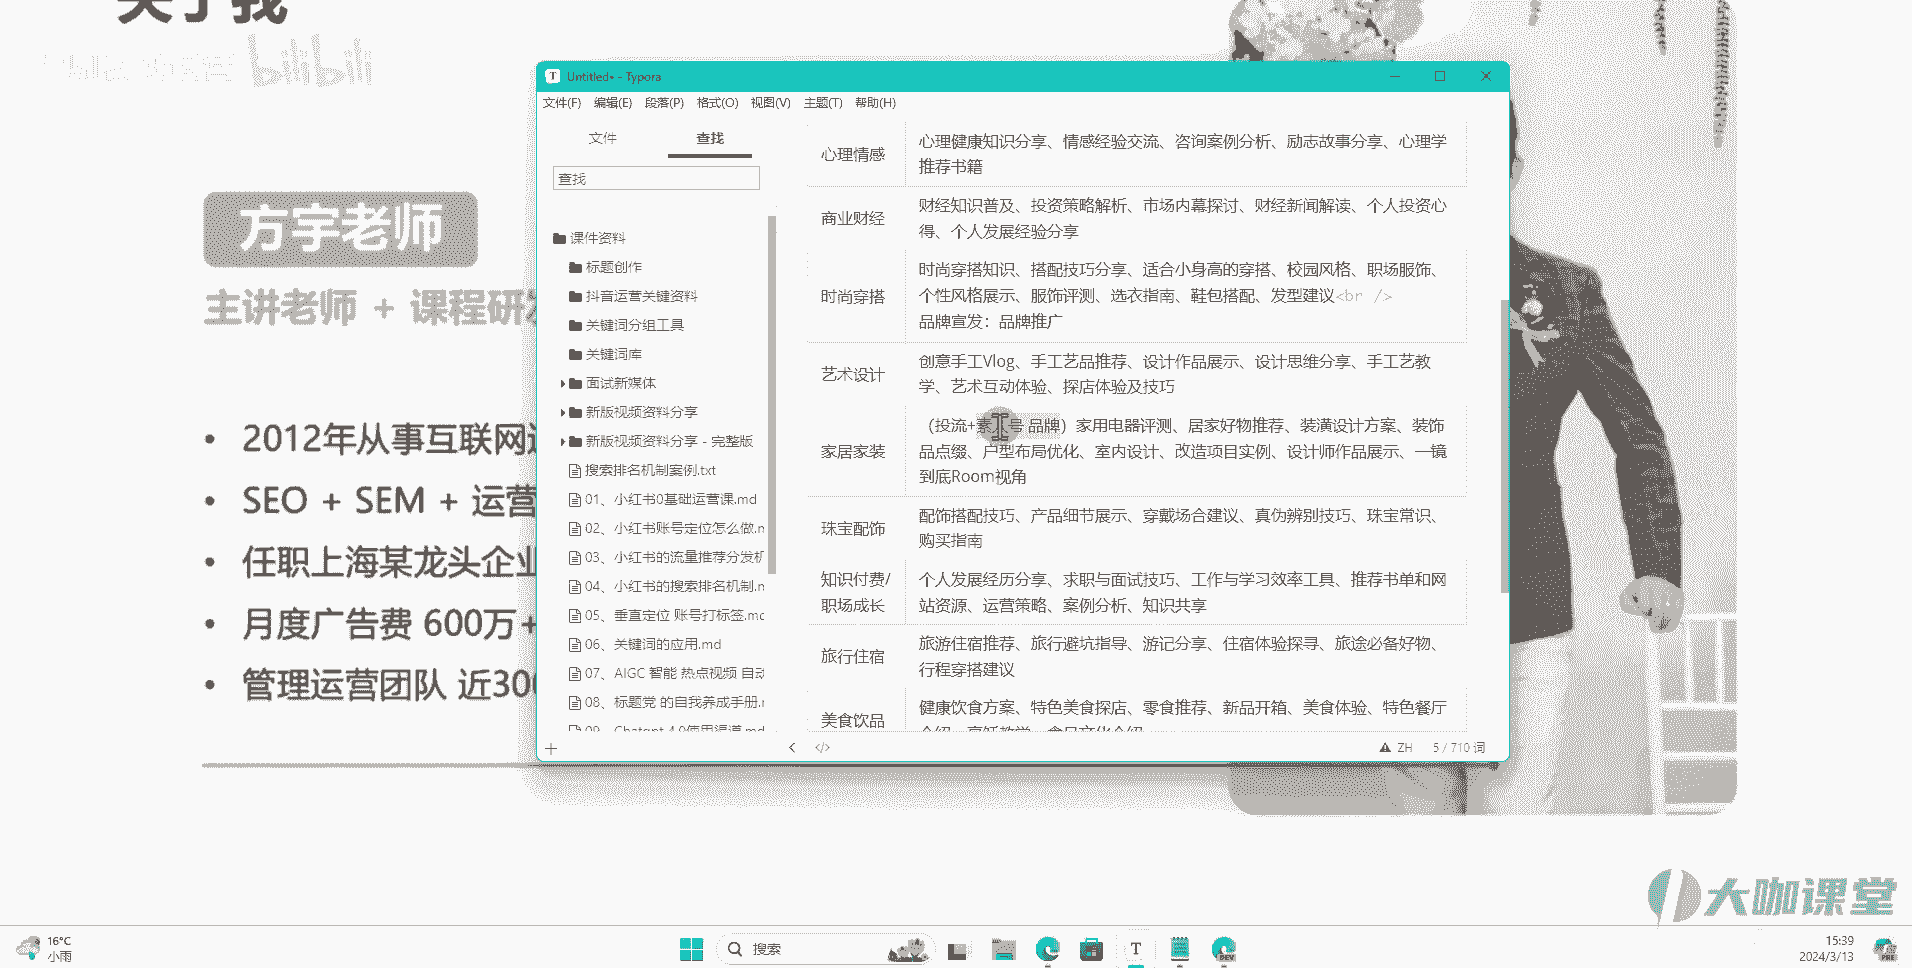 关于我
bilibili
方宇老师
主讲老师 + 课程研发
2012年从事互联网
SEO + SEM + 运营
任职上海某龙头企业
月度广告费 600万+
管理运营团队 近300
Untitled• - Typora
文件(F) 编辑(E) 段落(P) 格式(O) 视图(V) 主题(T) 帮助(H)
文件 查找
查找
课件资料
标题创作
抖音运营关键资料
关键词分组工具
关键词库
面试新媒体
新版视频资料分享
新版视频资料分享 - 完整版
搜索排名机制案例.txt
01、小红书0基础运营课.md
02、小红书账号定位怎么做.m
03、小红书的流量推荐分发机
04、小红书的搜索排名机制.m
05、垂直定位 账号打标签.md
06、关键词的应用.md
07、AIGC 智能 热点视频 自动
08、标题党 的自我养成手册.m
09、Chatgpt 4.0使用渠道.md
心理情感
心理健康知识分享、情感经验交流、咨询案例分析、励志故事分享、心理学
推荐书籍
商业财经
财经知识普及、投资策略解析、市场内幕探讨、财经新闻解读、个人投资心
得、个人发展经验分享
时尚穿搭
时尚穿搭知识、搭配技巧分享、适合小身高的穿搭、校园风格、职场服饰、
个性风格展示、服饰评测、选衣指南、鞋包搭配、发型建议<br />
品牌宣发：品牌推广
艺术设计
创意手工Vlog、手工艺品推荐、设计作品展示、设计思维分享、手工艺教
学、艺术互动体验、探店体验及技巧
家居家装
（投流+素 号 品牌）家用电器评测、居家好物推荐、装潢设计方案、装饰
品点缀、户型布局优化、室内设计、改造项目实例、设计师作品展示、一镜
到底Room视角
珠宝配饰
配饰搭配技巧、产品细节展示、穿戴场合建议、真伪辨别技巧、珠宝常识、
购买指南
知识付费/
职场成长
个人发展经历分享、求职与面试技巧、工作与学习效率工具、推荐书单和网
站资源、运营策略、案例分析、知识共享
旅行住宿
旅游住宿推荐、旅行避坑指导、游记分享、住宿体验探寻、旅途必备好物、
行程穿搭建议
美食饮品
健康饮食方案、特色美食探店、零食推荐、新品开箱、美食体验、特色餐厅
介绍、烹饪教学、食品文化介绍
</> ZH 5 / 710 词
大咖课堂
16°C
小雨
搜索
T
DEV
15:39
2024/3/13
PRE